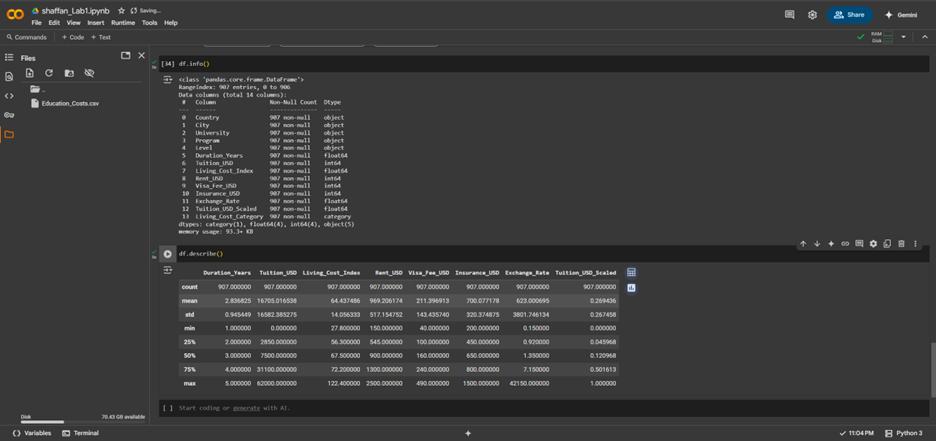 shaffan_Lab1.ipynb
Saving...
File Edit View Insert Runtime Tools Help
Share
Gemini
Commands + Code + Text
RAM
Disk
Files
..
Education_Costs.csv
[34] df.info()
<class 'pandas.core.frame.DataFrame'>
RangeIndex: 907 entries, 0 to 906
Data columns (total 14 columns):
# Column Non-Null Count Dtype
--- ------ -------------- -----
0 Country 907 non-null object
1 City 907 non-null object
2 University 907 non-null object
3 Program 907 non-null object
4 Level 907 non-null object
5 Duration_Years 907 non-null float64
6 Tuition_USD 907 non-null int64
7 Living_Cost_Index 907 non-null float64
8 Rent_USD 907 non-null int64
9 Visa_Fee_USD 907 non-null int64
10 Insurance_USD 907 non-null int64
11 Exchange_Rate 907 non-null float64
12 Tuition_USD_Scaled 907 non-null float64
13 Living_Cost_Category 907 non-null category
dtypes: category(1), float64(4), int64(4), object(5)
memory usage: 93.3+ KB
df.describe()
Duration_Years Tuition_USD Living_Cost_Index Rent_USD Visa_Fee_USD Insurance_USD Exchange_Rate Tuition_USD_Scaled
count 907.000000 907.000000 907.000000 907.000000 907.000000 907.000000 907.000000 907.000000
mean 2.836825 16705.016538 64.437486 969.206174 211.396913 700.077178 623.000695 0.269436
std 0.945449 16582.385275 14.056333 517.154752 143.435740 320.374875 3801.746134 0.267458
min 1.000000 0.000000 27.800000 150.000000 40.000000 200.000000 0.150000 0.000000
25% 2.000000 2850.000000 56.300000 545.000000 100.000000 450.000000 0.920000 0.045968
50% 3.000000 7500.000000 67.500000 900.000000 160.000000 650.000000 1.350000 0.120968
75% 4.000000 31100.000000 72.200000 1300.000000 240.000000 800.000000 7.150000 0.501613
max 5.000000 62000.000000 122.400000 2500.000000 490.000000 1500.000000 42150.000000 1.000000
[ ] Start coding or generate with AI.
Disk 70.43 GB available
Variables Terminal
11:04 PM Python 3